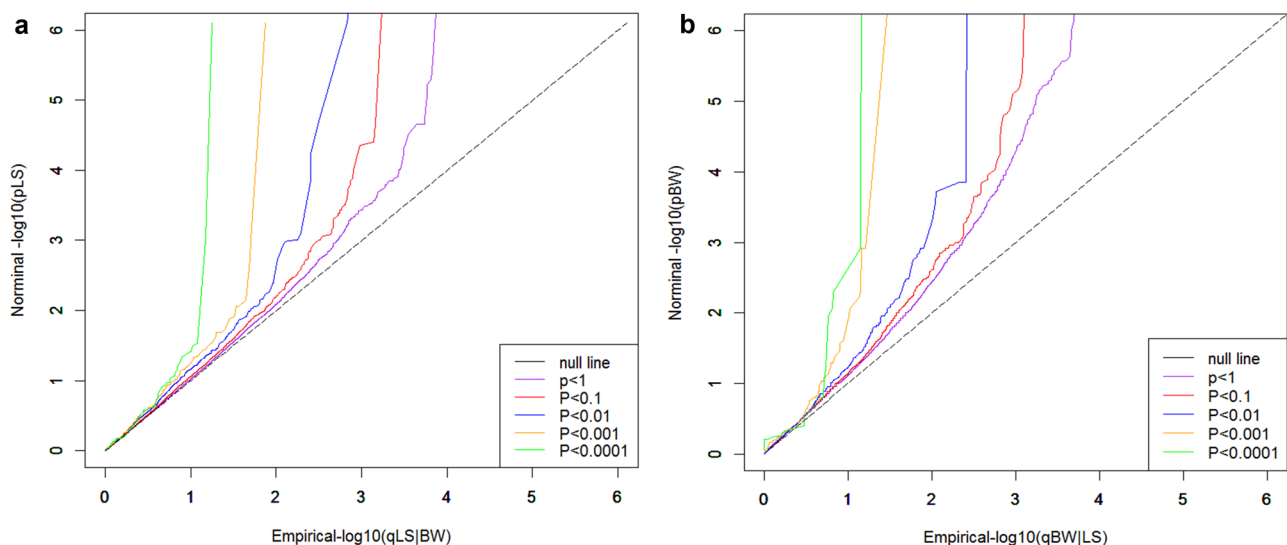 a
6
5
4
3
2
1
0
Norminal -log10(pLS)
0 1 2 3 4 5 6
Empirical-log10(qLS|BW)
null line
p<1
P<0.1
P<0.01
P<0.001
P<0.0001
b
6
5
4
3
2
1
0
Norminal -log10(pBW)
0 1 2 3 4 5 6
Empirical-log10(qBW|LS)
null line
p<1
P<0.1
P<0.01
P<0.001
P<0.0001